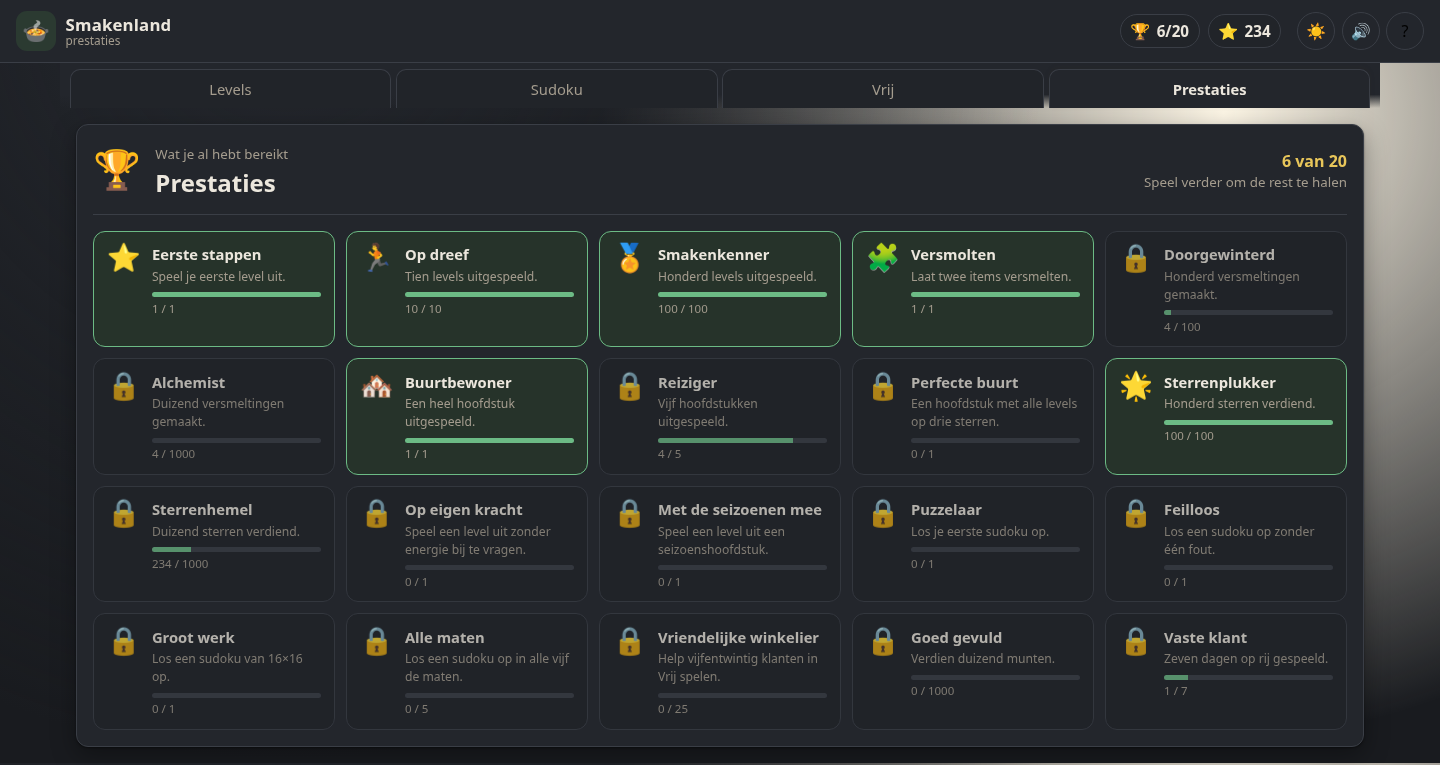 Smakenland
prestaties
6/20
234
?
Levels
Sudoku
Vrij
Prestaties
Wat je al hebt bereikt
Prestaties
6 van 20
Speel verder om de rest te halen
Eerste stappen
Speel je eerste level uit.
1 / 1
Op dreef
Tien levels uitgespeeld.
10 / 10
Smakenkenner
Honderd levels uitgespeeld.
100 / 100
Versmolten
Laat twee items versmelten.
1 / 1
Doorgewinterd
Honderd versmeltingen
gemaakt.
4 / 100
Alchemist
Duizend versmeltingen
gemaakt.
4 / 1000
Buurtbewoner
Een heel hoofdstuk
uitgespeeld.
1 / 1
Reiziger
Vijf hoofdstukken
uitgespeeld.
4 / 5
Perfecte buurt
Een hoofdstuk met alle levels
op drie sterren.
0 / 1
Sterrenplukker
Honderd sterren verdiend.
100 / 100
Sterrenhemel
Duizend sterren verdiend.
234 / 1000
Op eigen kracht
Speel een level uit zonder
energie bij te vragen.
0 / 1
Met de seizoenen mee
Speel een level uit een
seizoenshoofdstuk.
0 / 1
Puzzelaar
Los je eerste sudoku op.
0 / 1
Feilloos
Los een sudoku op zonder
één fout.
0 / 1
Groot werk
Los een sudoku van 16×16
op.
0 / 1
Alle maten
Los een sudoku op in alle vijf
de maten.
0 / 5
Vriendelijke winkelier
Help vijfentwintig klanten in
Vrij spelen.
0 / 25
Goed gevuld
Verdien duizend munten.
0 / 1000
Vaste klant
Zeven dagen op rij gespeeld.
1 / 7